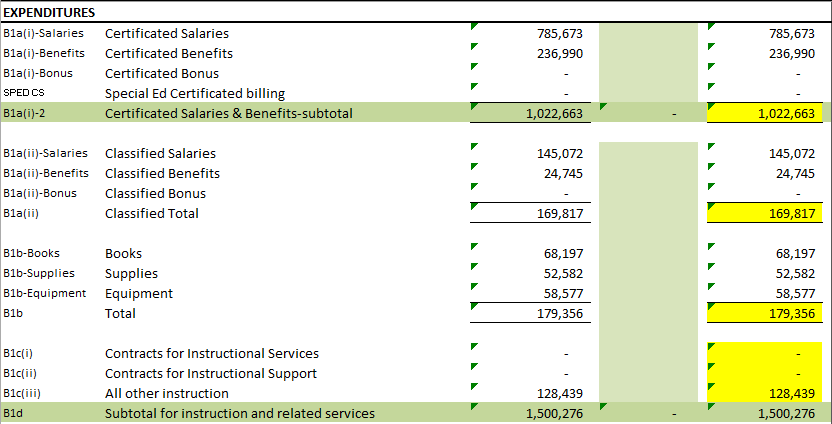 EXPENDITURES
B1a(i)-Salaries Certificated Salaries 785,673 785,673
B1a(i)-Benefits Certificated Benefits 236,990 236,990
B1a(i)-Bonus Certificated Bonus - -
SPED CS Special Ed Certificated billing - -
B1a(i)-2 Certificated Salaries & Benefits-subtotal 1,022,663 - 1,022,663
B1a(ii)-Salaries Classified Salaries 145,072 145,072
B1a(ii)-Benefits Classified Benefits 24,745 24,745
B1a(ii)-Bonus Classified Bonus - -
B1a(ii) Classified Total 169,817 169,817
B1b-Books Books 68,197 68,197
B1b-Supplies Supplies 52,582 52,582
B1b-Equipment Equipment 58,577 58,577
B1b Total 179,356 179,356
B1c(i) Contracts for Instructional Services - -
B1c(ii) Contracts for Instructional Support - -
B1c(iii) All other instruction 128,439 128,439
B1d Subtotal for instruction and related services 1,500,276 - 1,500,276